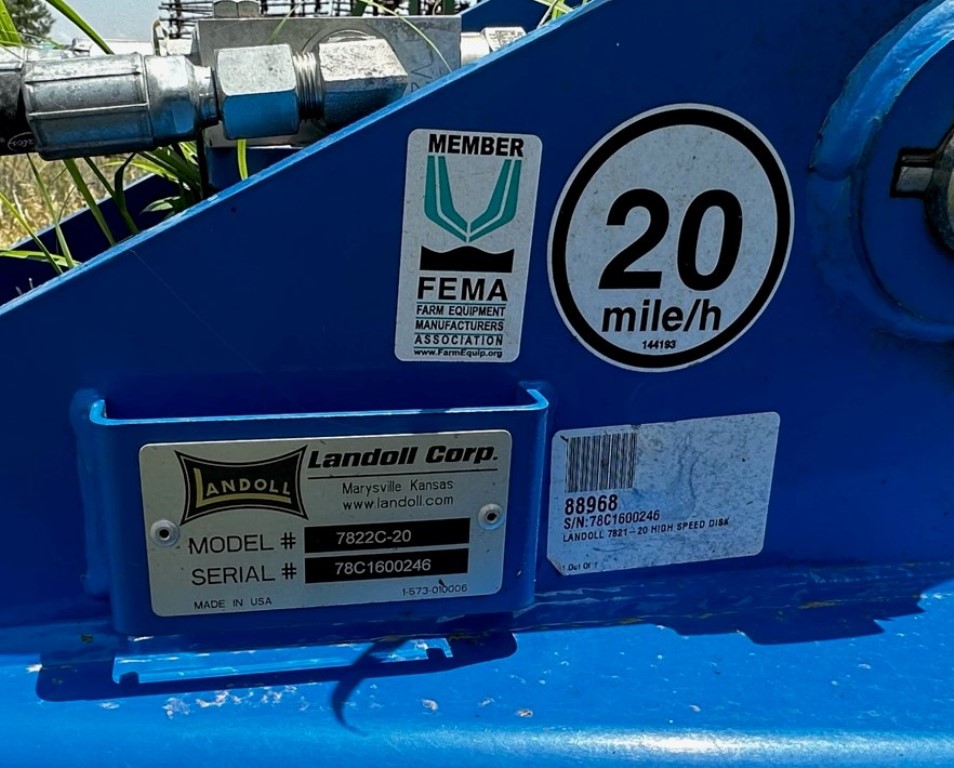 MEMBER
FEMA
FARM EQUIPMENT
MANUFACTURERS
ASSOCIATION
www.FarmEquip.org
20
mile/h
144193
LANDOLL
Landoll Corp.
Marysville Kansas
www.landoll.com
MODEL # 7822C-20
SERIAL # 78C1600246
MADE IN USA
1-573-010006
88968
S/N:78C1600246
LANDOLL 7821-20 HIGH SPEED DISK
1 Out Of 1